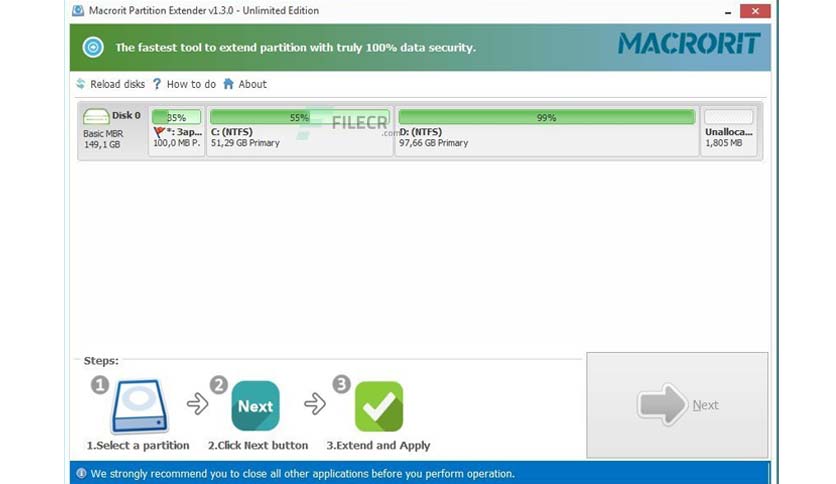 Macrorit Partition Extender v1.3.0 - Unlimited Edition
The fastest tool to extend partition with truly 100% data security.
MACRORIT
Reload disks ? How to do About
Disk 0
Basic MBR
149,1 GB
35%
*: Зар...
100,0 MB P.
55%
C: (NTFS)
51,29 GB Primary
FILECR
.com
99%
D: (NTFS)
97,66 GB Primary
Unalloca...
1,805 MB
Steps:
1
2
3
Next
1.Select a partition
2.Click Next button
3.Extend and Apply
Next
We strongly recommend you to close all other applications before you perform operation.